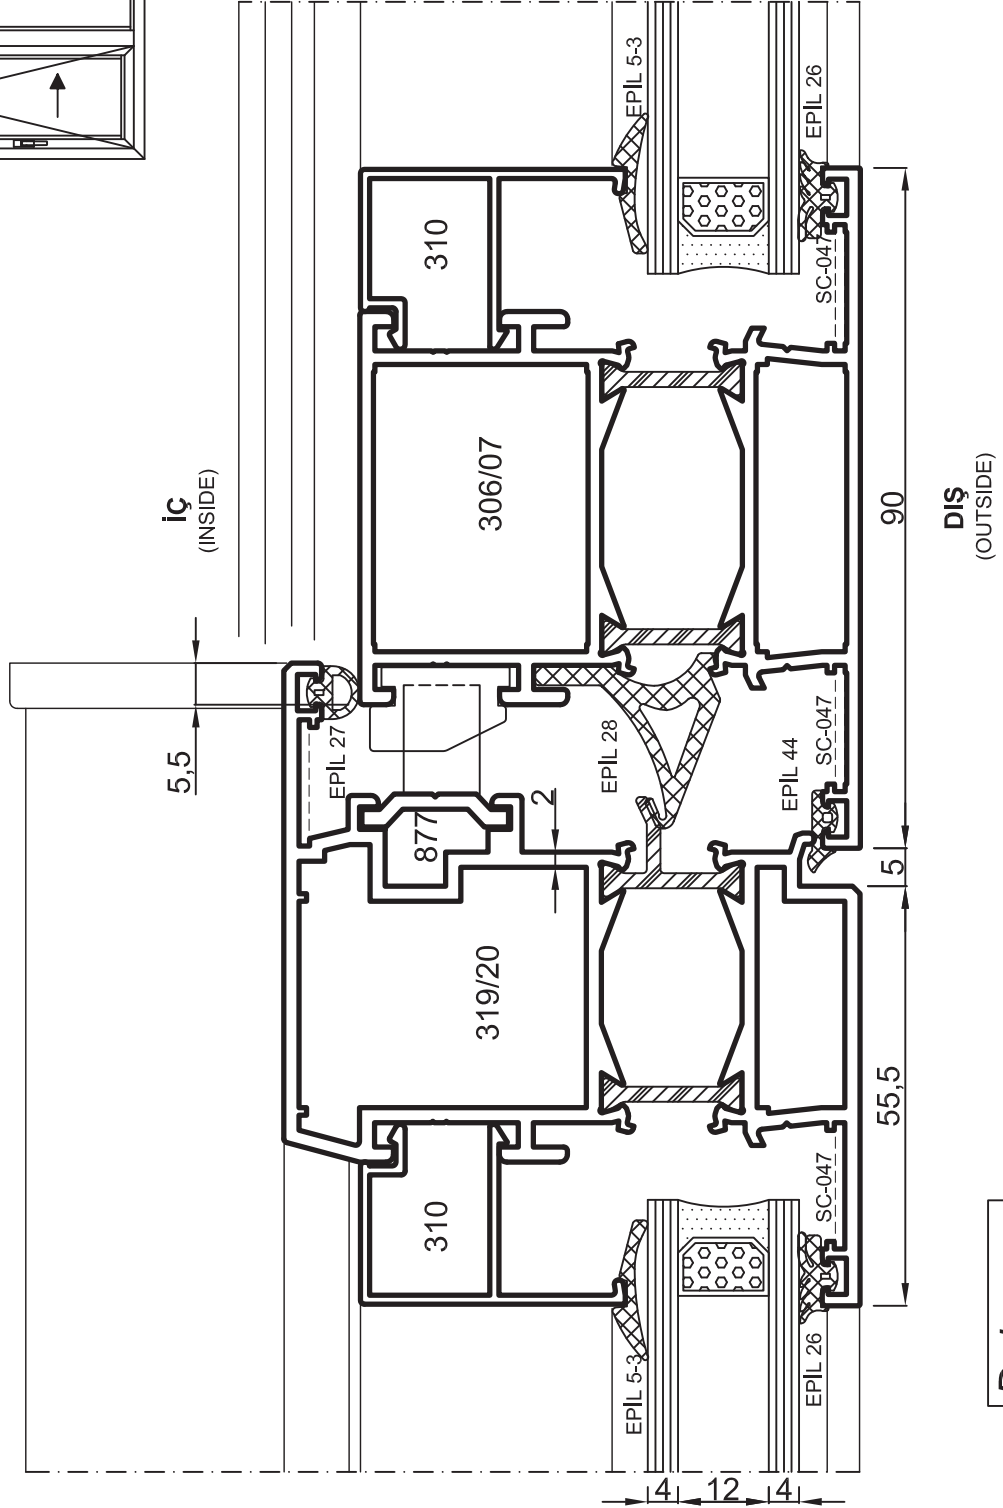 EPİL 5-3
EPİL 26
310
SC-047
306/07
İÇ
(INSIDE)
90
DIŞ
(OUTSIDE)
5,5
EPİL 27
EPİL 28
EPİL 44
SC-047
877
2
5
319/20
55,5
310
SC-047
EPİL 5-3
EPİL 26
4
12
4